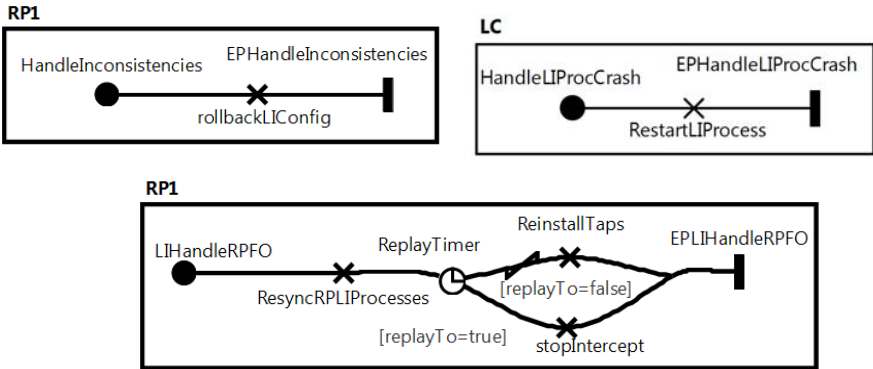 RP1
HandleInconsistencies
EPHandleInconsistencies
rollbackLIConfig
LC
HandleLIProcCrash
EPHandleLIProcCrash
RestartLIProcess
RP1
LIHandleRPFO
ResyncRPLIProcesses
ReplayTimer
ReinstallTaps
[replayTo=false]
[replayTo=true]
stopIntercept
EPLIHandleRPFO